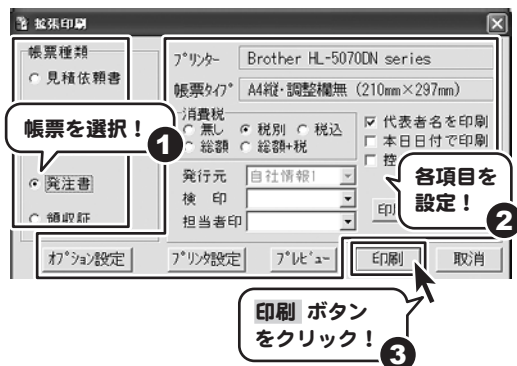 拡張印刷
帳票種類
見積依頼書
発注書
領収証
ﾌﾟﾘﾝﾀｰ Brother HL-5070DN series
帳票ﾀｲﾌﾟ A4縦・調整欄無 (210mm×297mm)
消費税
無し 税別 税込
総額 総額+税
代表者名を印刷
本日日付で印刷
控
発行元 自社情報1
検 印
担当者印
ｵﾌﾟｼｮﾝ設定 ﾌﾟﾘﾝﾀ設定 ﾌﾟﾚﾋﾞｭｰ 印刷 取消
帳票を選択！
1
各項目を
設定！
2
印刷 ボタン
をクリック！
3